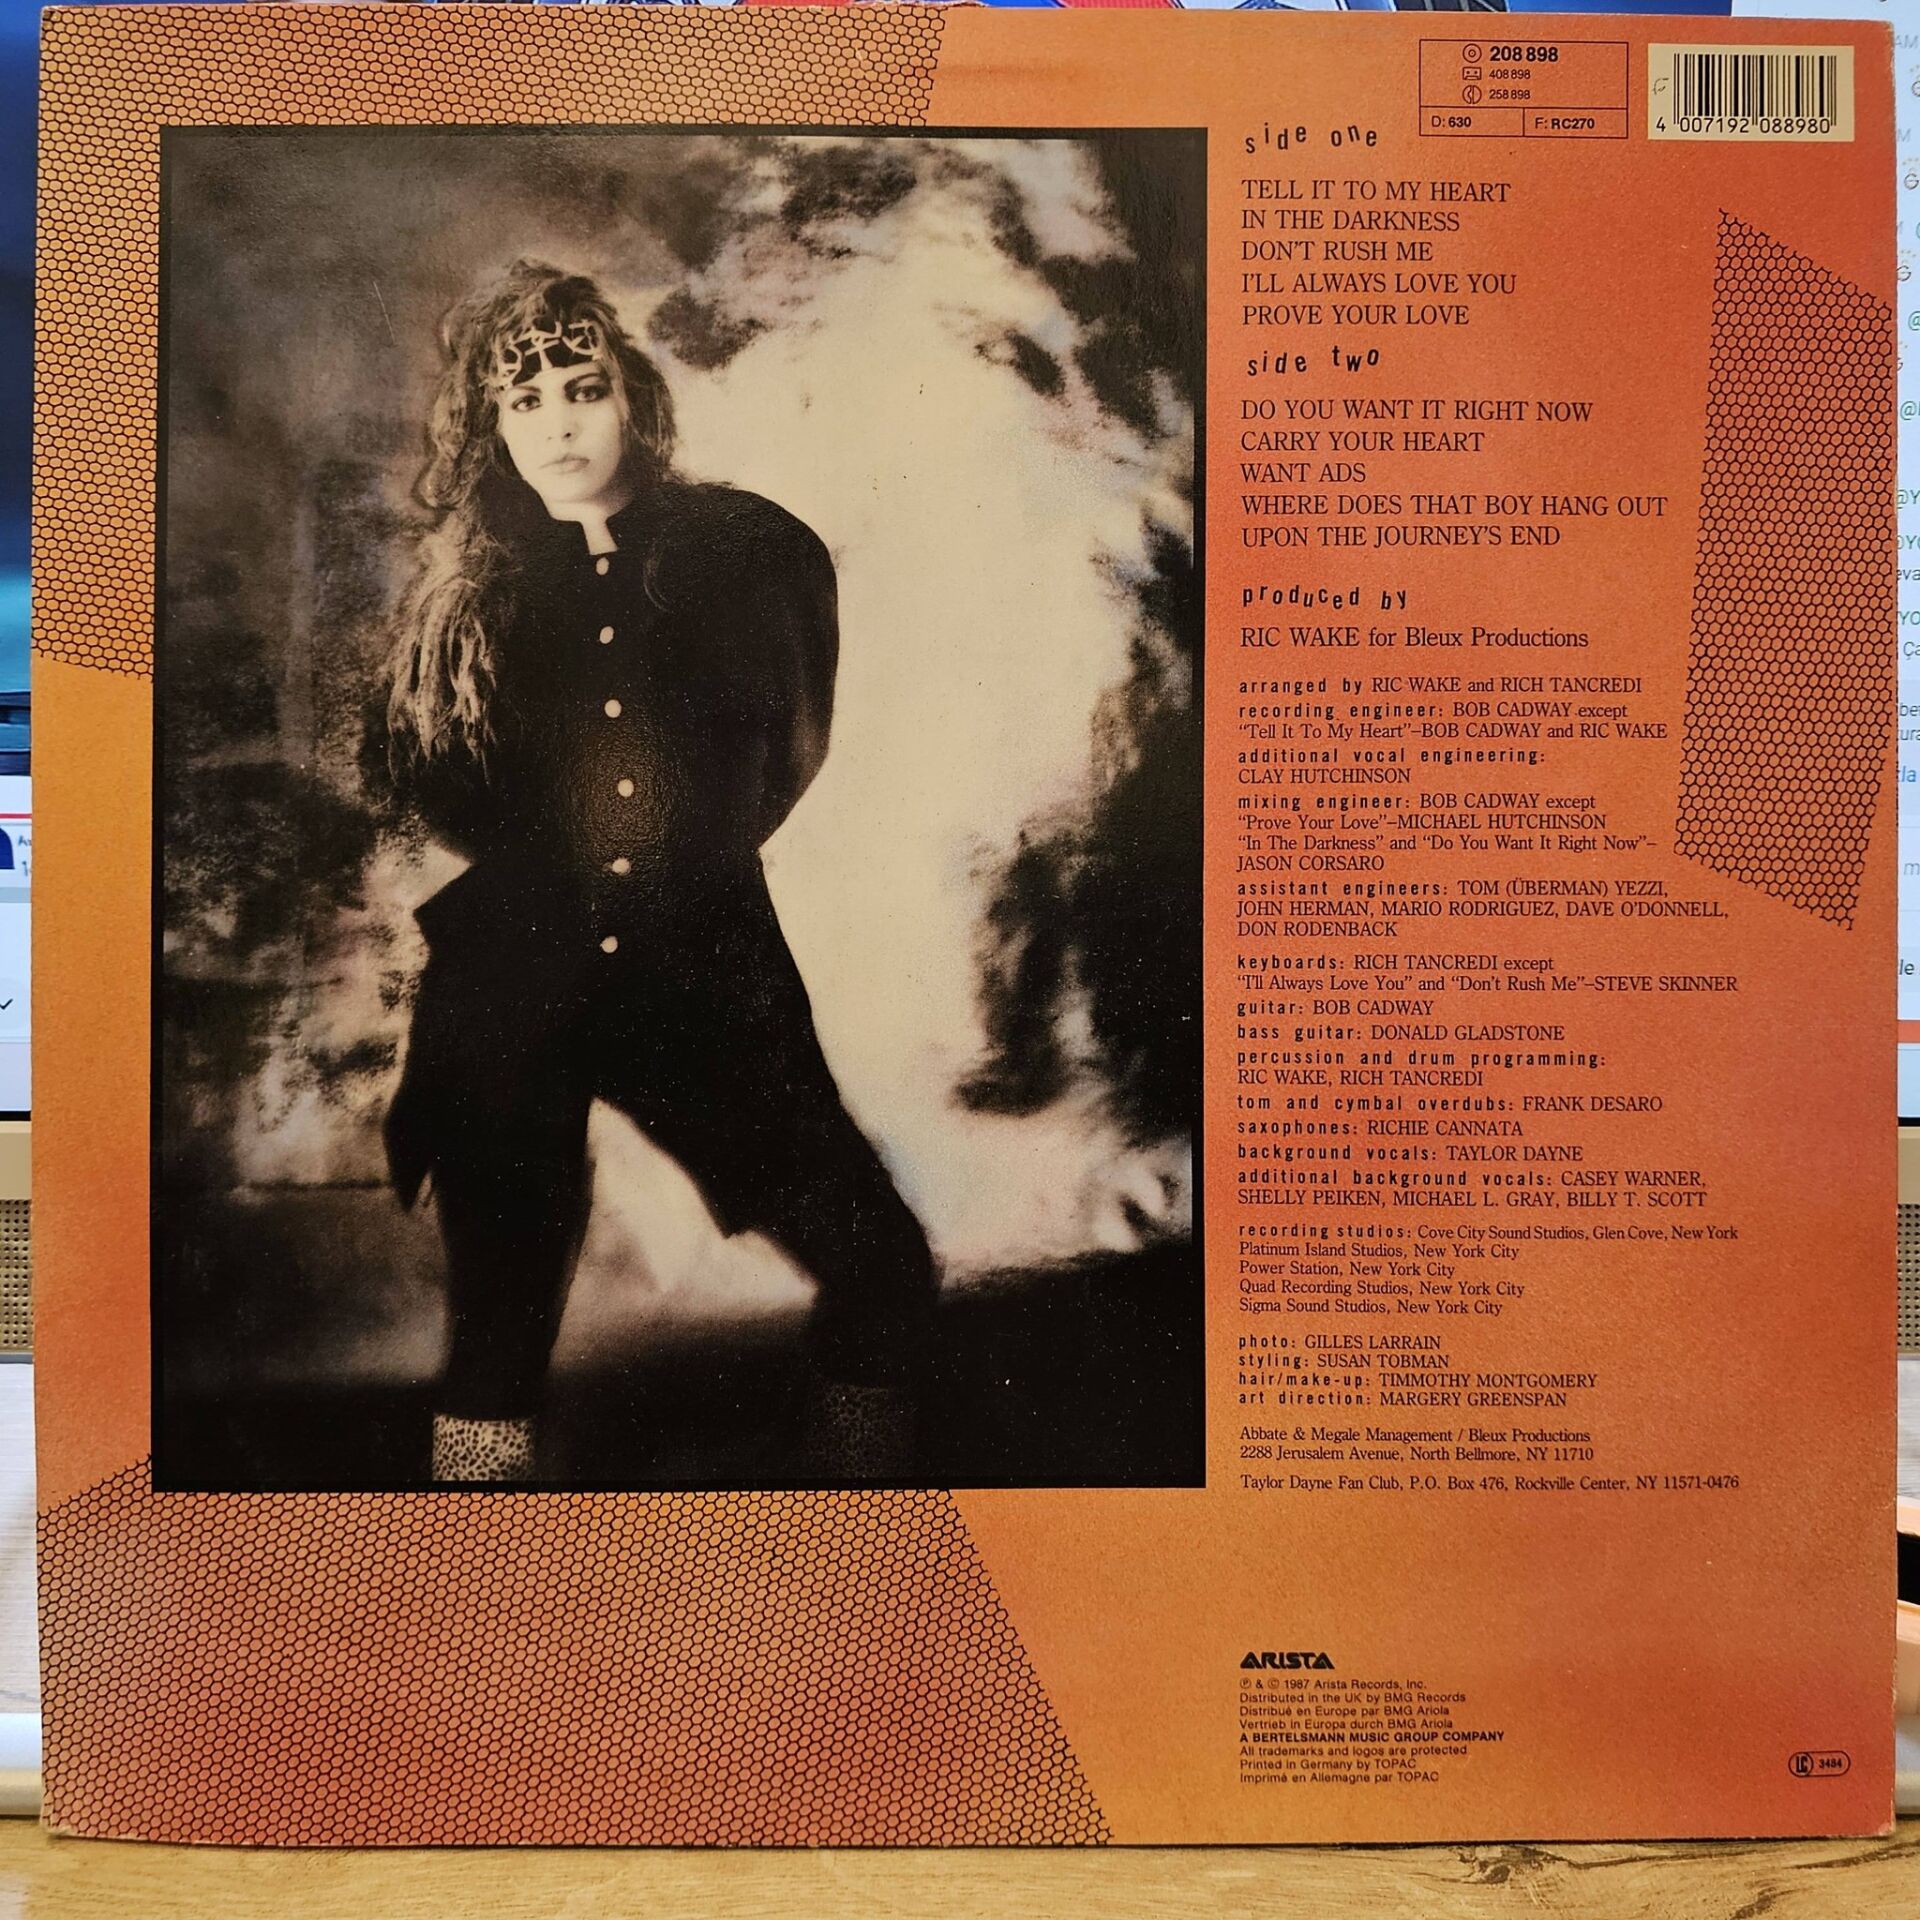 208 898
408 898
258 898
D: 630
F: RC270
4 007192 088980
side one
TELL IT TO MY HEART
IN THE DARKNESS
DON'T RUSH ME
I'LL ALWAYS LOVE YOU
PROVE YOUR LOVE
side two
DO YOU WANT IT RIGHT NOW
CARRY YOUR HEART
WANT ADS
WHERE DOES THAT BOY HANG OUT
UPON THE JOURNEY'S END
produced by
RIC WAKE for Bleux Productions
arranged by RIC WAKE and RICH TANCREDI
recording engineer: BOB CADWAY except
“Tell It To My Heart”–BOB CADWAY and RIC WAKE
additional vocal engineering:
CLAY HUTCHINSON
mixing engineer: BOB CADWAY except
“Prove Your Love”–MICHAEL HUTCHINSON
“In The Darkness” and “Do You Want It Right Now”–
JASON CORSARO
assistant engineers: TOM (ÜBERMAN) YEZZI,
JOHN HERMAN, MARIO RODRIGUEZ, DAVE O'DONNELL,
DON RODENBACK
keyboards: RICH TANCREDI except
“I'll Always Love You” and “Don't Rush Me”–STEVE SKINNER
guitar: BOB CADWAY
bass guitar: DONALD GLADSTONE
percussion and drum programming:
RIC WAKE, RICH TANCREDI
tom and cymbal overdubs: FRANK DESARO
saxophones: RICHIE CANNATA
background vocals: TAYLOR DAYNE
additional background vocals: CASEY WARNER,
SHELLY PEIKEN, MICHAEL L. GRAY, BILLY T. SCOTT
recording studios: Cove City Sound Studios, Glen Cove, New York
Platinum Island Studios, New York City
Power Station, New York City
Quad Recording Studios, New York City
Sigma Sound Studios, New York City
photo: GILLES LARRAIN
styling: SUSAN TOBMAN
hair/make-up: TIMMOTHY MONTGOMERY
art direction: MARGERY GREENSPAN
Abbate & Megale Management / Bleux Productions
2288 Jerusalem Avenue, North Bellmore, NY 11710
Taylor Dayne Fan Club, P.O. Box 476, Rockville Center, NY 11571-0476
ARISTA
℗ & © 1987 Arista Records, Inc.
Distributed in the UK by BMG Records
Distribué en Europe par BMG Ariola
Vertrieb in Europa durch BMG Ariola
A BERTELSMANN MUSIC GROUP COMPANY
All trademarks and logos are protected
Printed in Germany by TOPAC
Imprimé en Allemagne par TOPAC
LC 3484